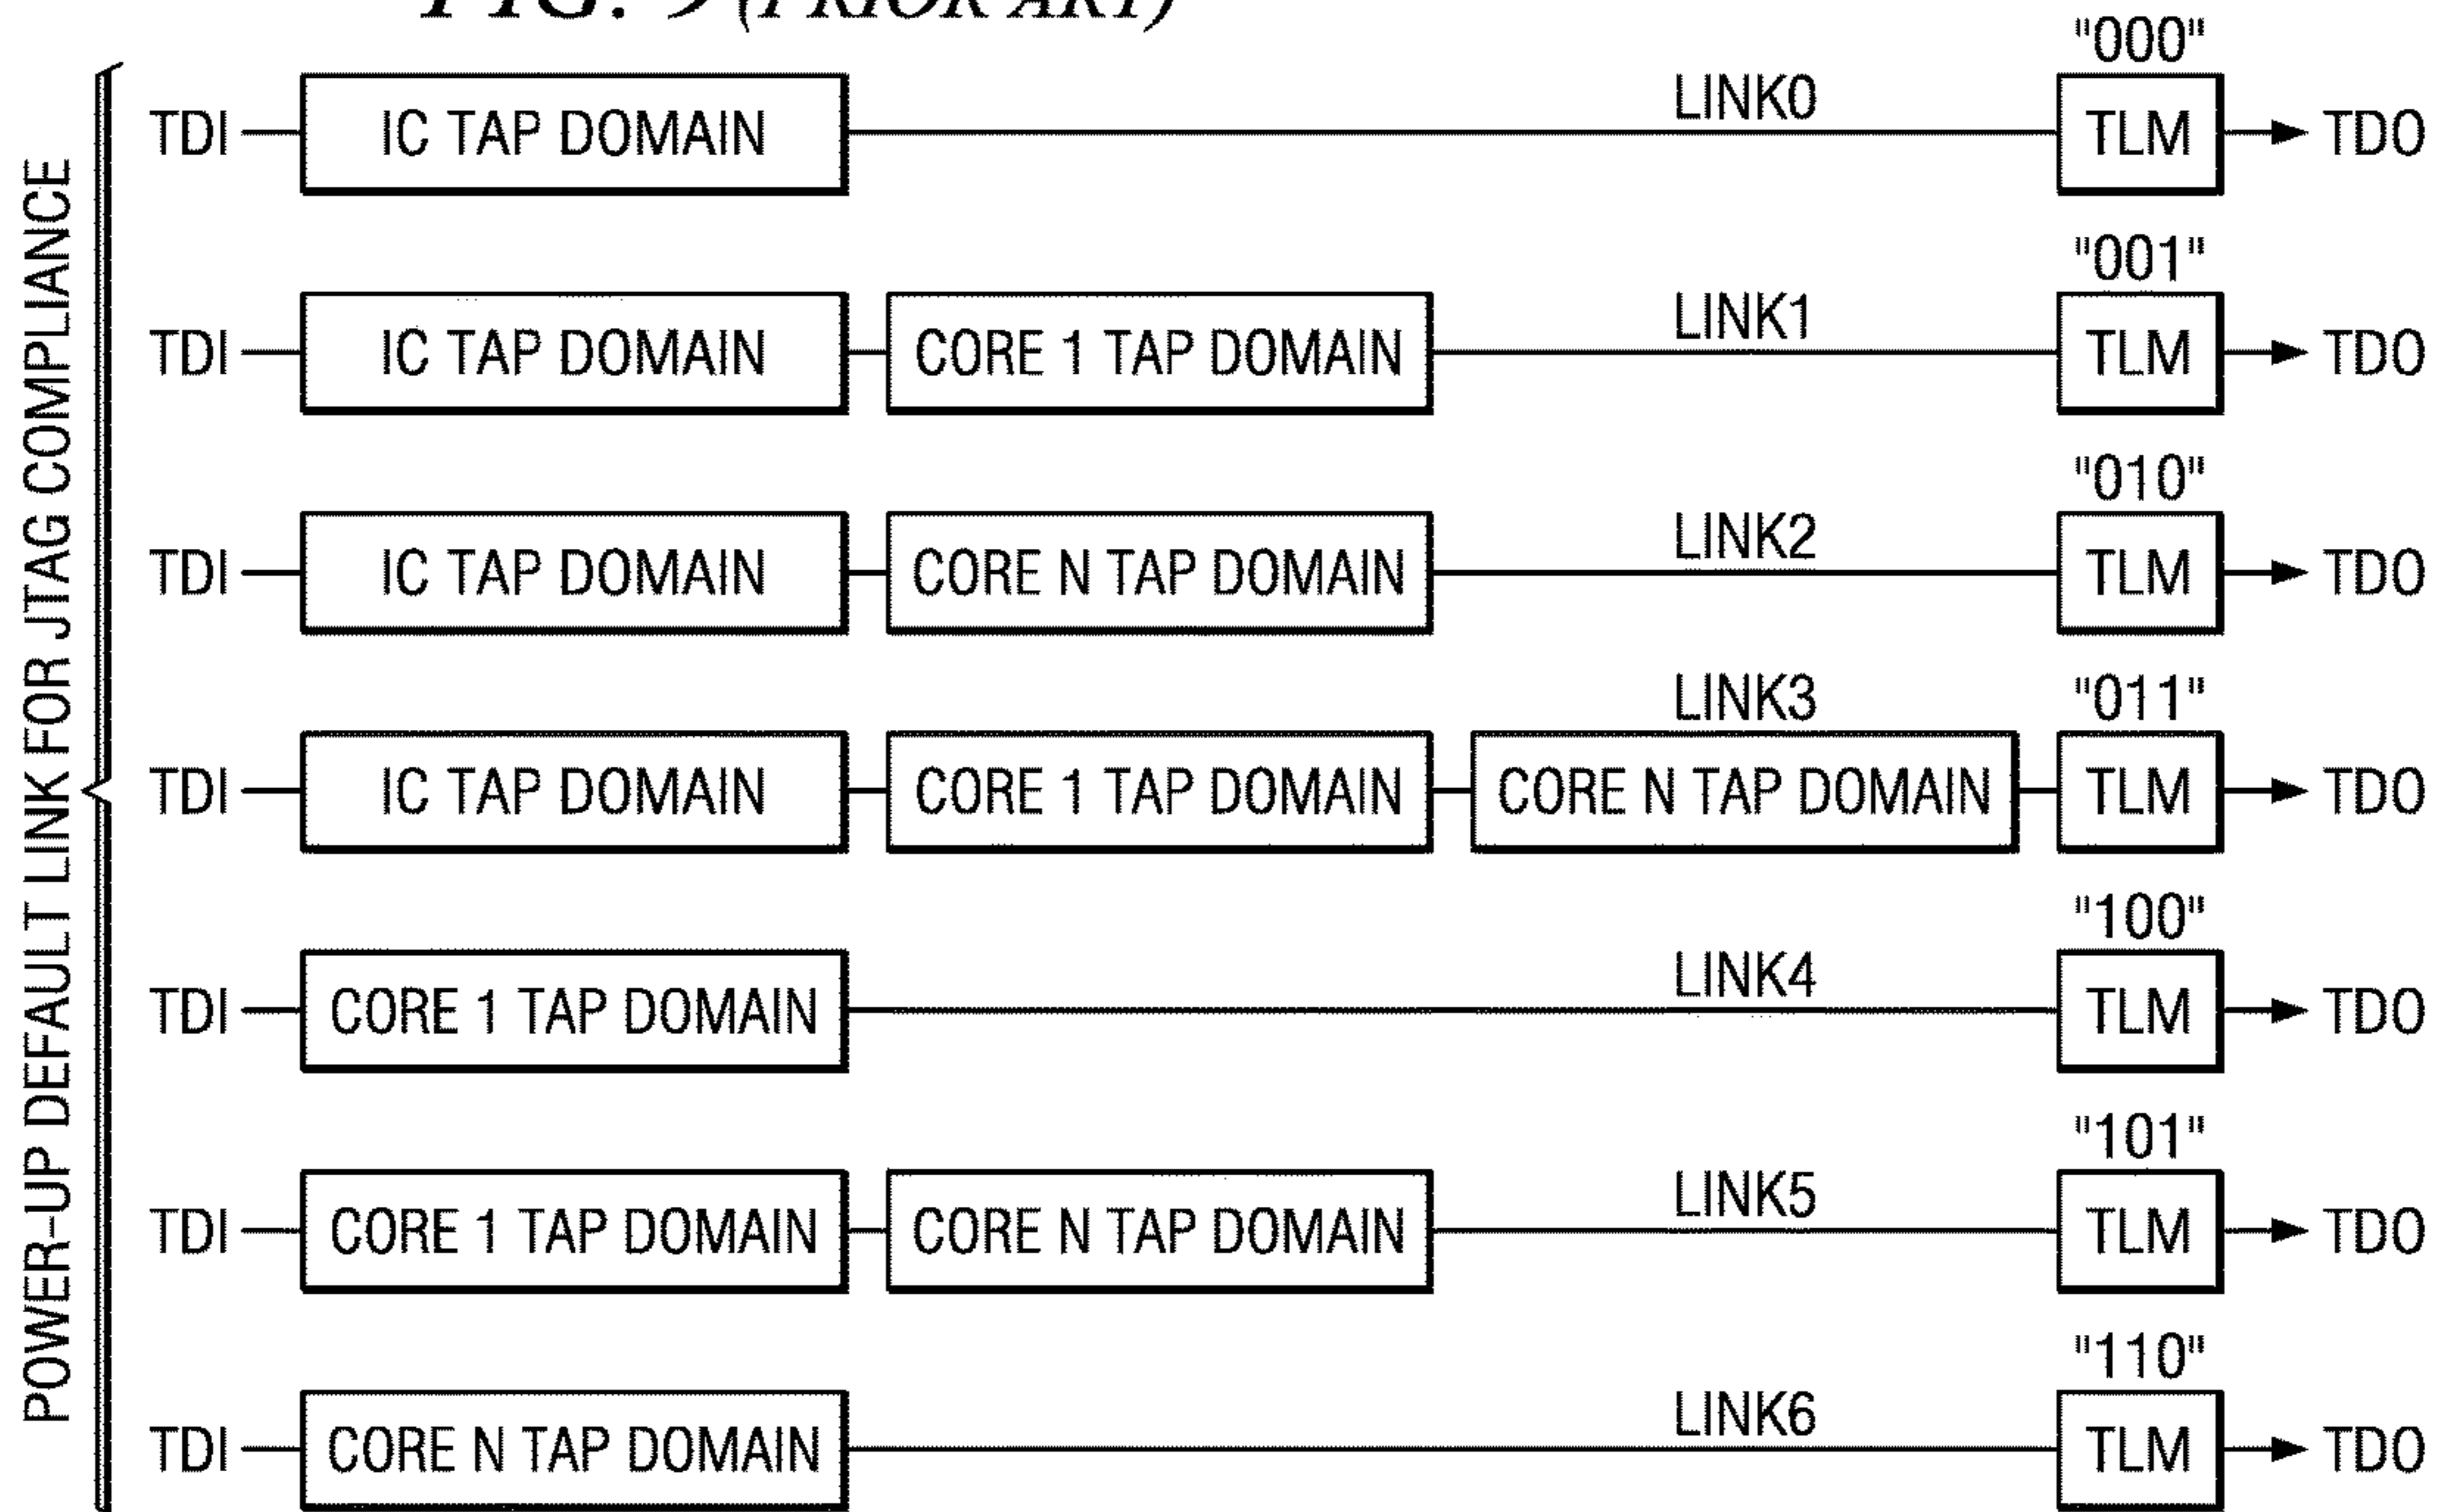 FIG. 9 (PRIOR ART)
POWER-UP DEFAULT LINK FOR JTAG COMPLIANCE
"000"
TDI IC TAP DOMAIN LINK0 TLM TDO
"001"
TDI IC TAP DOMAIN CORE 1 TAP DOMAIN LINK1 TLM TDO
"010"
TDI IC TAP DOMAIN CORE N TAP DOMAIN LINK2 TLM TDO
LINK3 "011"
TDI IC TAP DOMAIN CORE 1 TAP DOMAIN CORE N TAP DOMAIN TLM TDO
"100"
TDI CORE 1 TAP DOMAIN LINK4 TLM TDO
"101"
TDI CORE 1 TAP DOMAIN CORE N TAP DOMAIN LINK5 TLM TDO
"110"
TDI CORE N TAP DOMAIN LINK6 TLM TDO